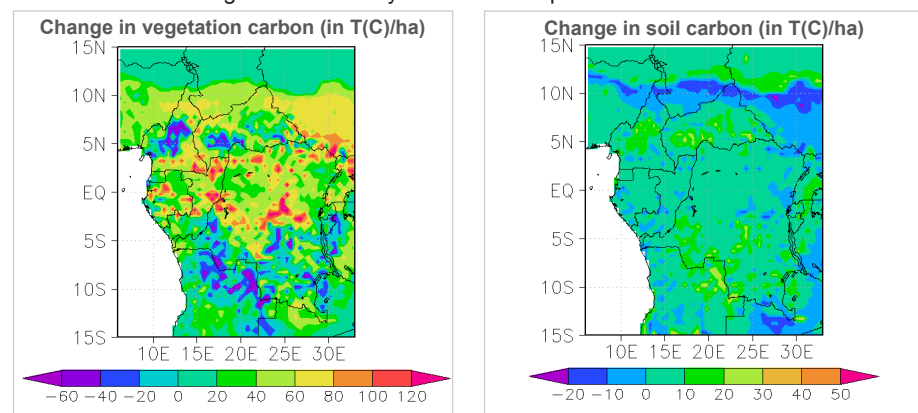 Change in vegetation carbon (in T(C)/ha)
15N
10N
5N
EQ
5S
10S
15S
10E 15E 20E 25E 30E
−60 −40 −20 0 20 40 60 80 100 120
Change in soil carbon (in T(C)/ha)
15N
10N
5N
EQ
5S
10S
15S
10E 15E 20E 25E 30E
−20 −10 0 10 20 30 40 50